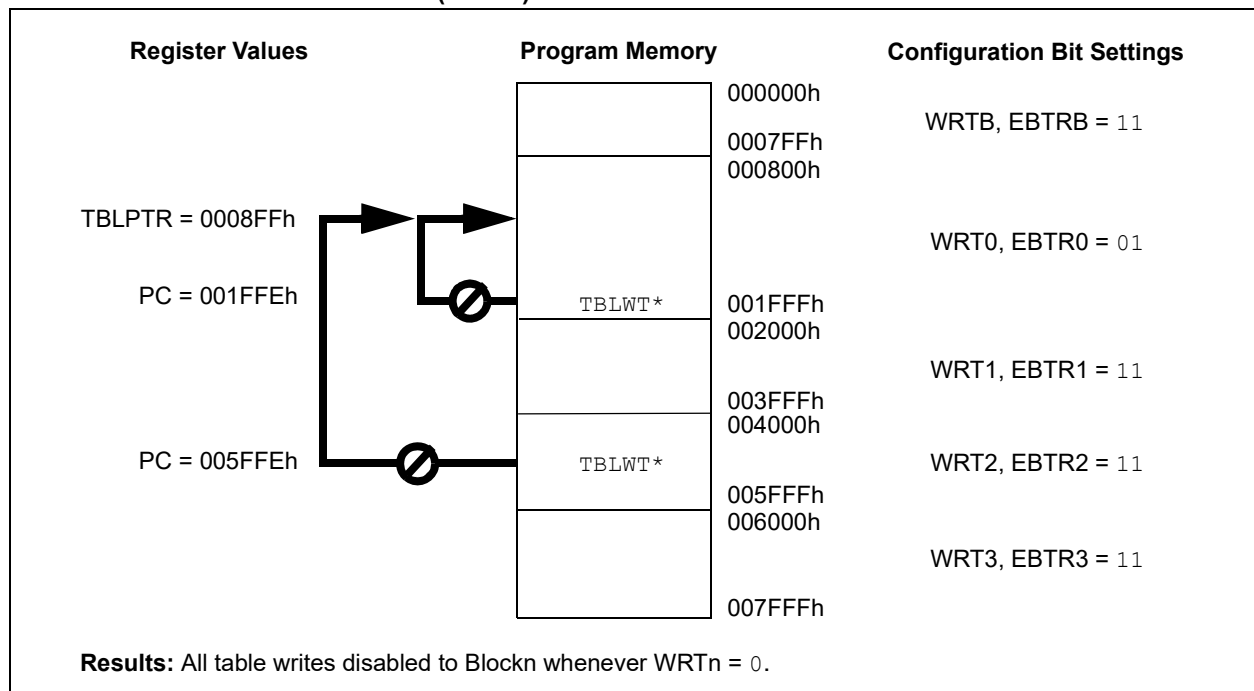 Register Values Program Memory Configuration Bit Settings
000000h
WRTB, EBTRB = 11
0007FFh
000800h
TBLPTR = 0008FFh
WRT0, EBTR0 = 01
PC = 001FFEh TBLWT* 001FFFh
002000h
WRT1, EBTR1 = 11
003FFFh
004000h
PC = 005FFEh TBLWT* WRT2, EBTR2 = 11
005FFFh
006000h
WRT3, EBTR3 = 11
007FFFh
Results: All table writes disabled to Blockn whenever WRTn = 0.